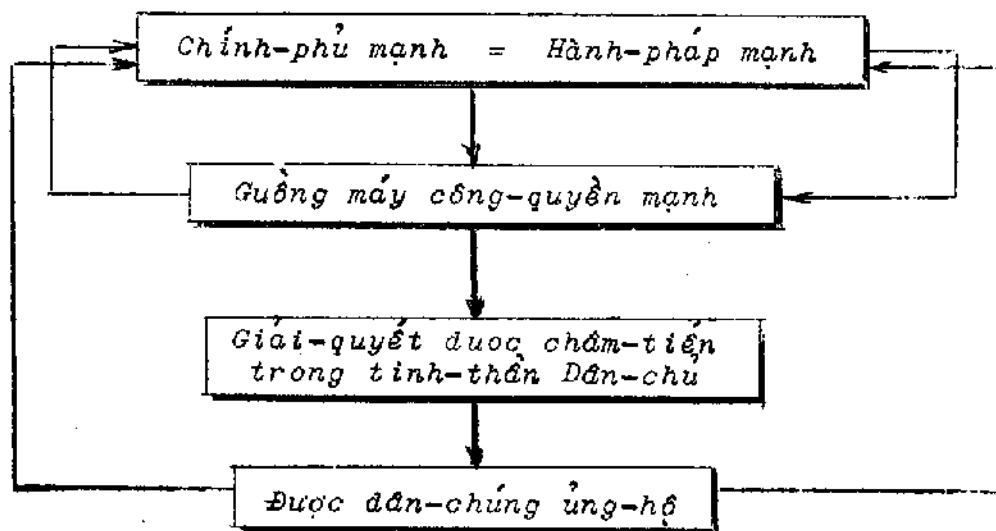 Chính-phủ mạnh = Hành-pháp mạnh
Guồng máy công-quyền mạnh
Giải-quyết duoc châm-tiến
trong tinh-thần Dân-chủ
Được dân-chúng ủng-hộ